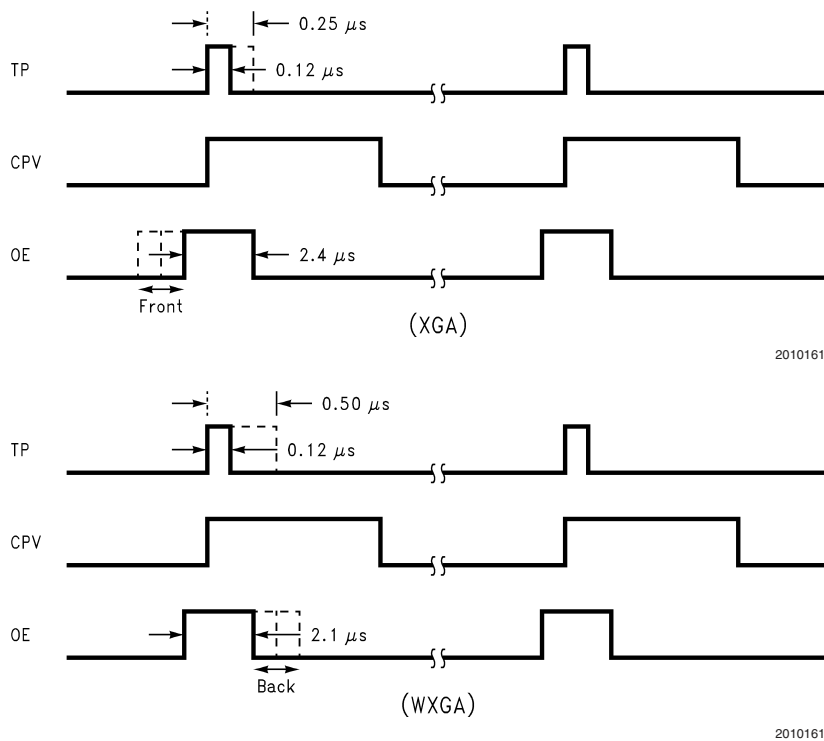 0.25 μs
TP
0.12 μs
CPV
OE
2.4 μs
Front
(XGA)
2010161
0.50 μs
TP
0.12 μs
CPV
OE
2.1 μs
Back
(WXGA)
2010161